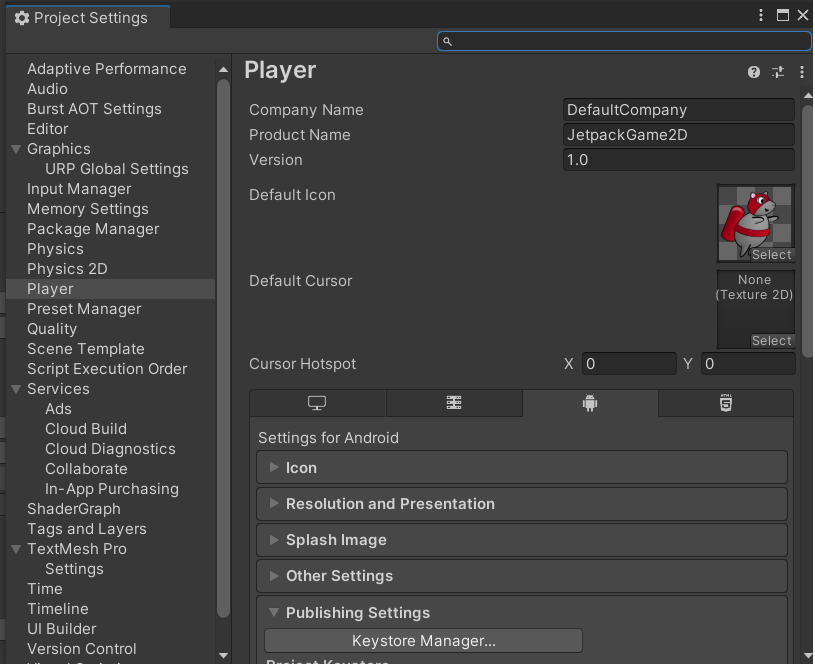 Project Settings
Adaptive Performance
Audio
Burst AOT Settings
Editor
Graphics
URP Global Settings
Input Manager
Memory Settings
Package Manager
Physics
Physics 2D
Player
Preset Manager
Quality
Scene Template
Script Execution Order
Services
Ads
Cloud Build
Cloud Diagnostics
Collaborate
In-App Purchasing
ShaderGraph
Tags and Layers
TextMesh Pro
Settings
Time
Timeline
UI Builder
Version Control
Player
Company Name DefaultCompany
Product Name JetpackGame2D
Version 1.0
Default Icon
Select
Default Cursor
None
(Texture 2D)
Select
Cursor Hotspot X 0 Y 0
HTML
Settings for Android
Icon
Resolution and Presentation
Splash Image
Other Settings
Publishing Settings
Keystore Manager...
Project Keystore